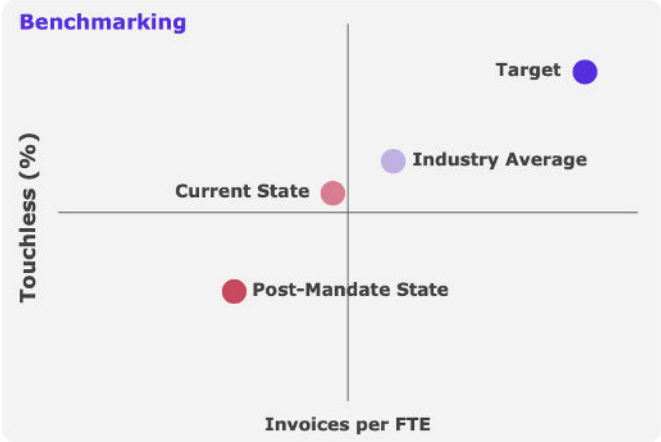 Benchmarking
Target
Industry Average
Current State
Touchless (%)
Post-Mandate State
Invoices per FTE